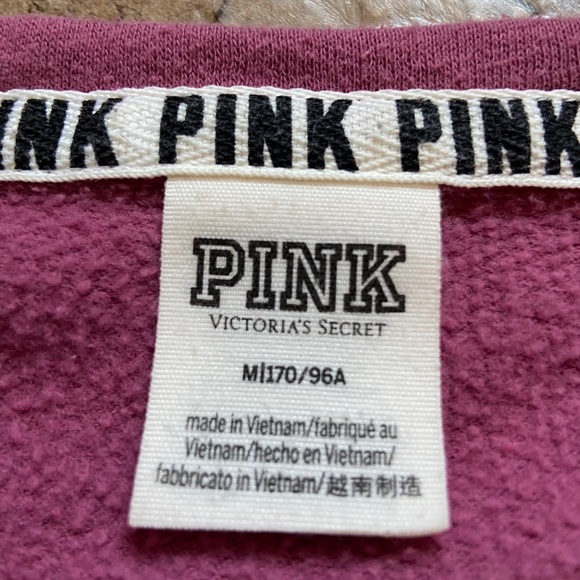 INK PINK PINK
PINK
VICTORIA'S SECRET
M|170/96A
made in Vietnam/fabriqué au
Vietnam/hecho en Vietnam/
fabbricato in Vietnam/越南制造